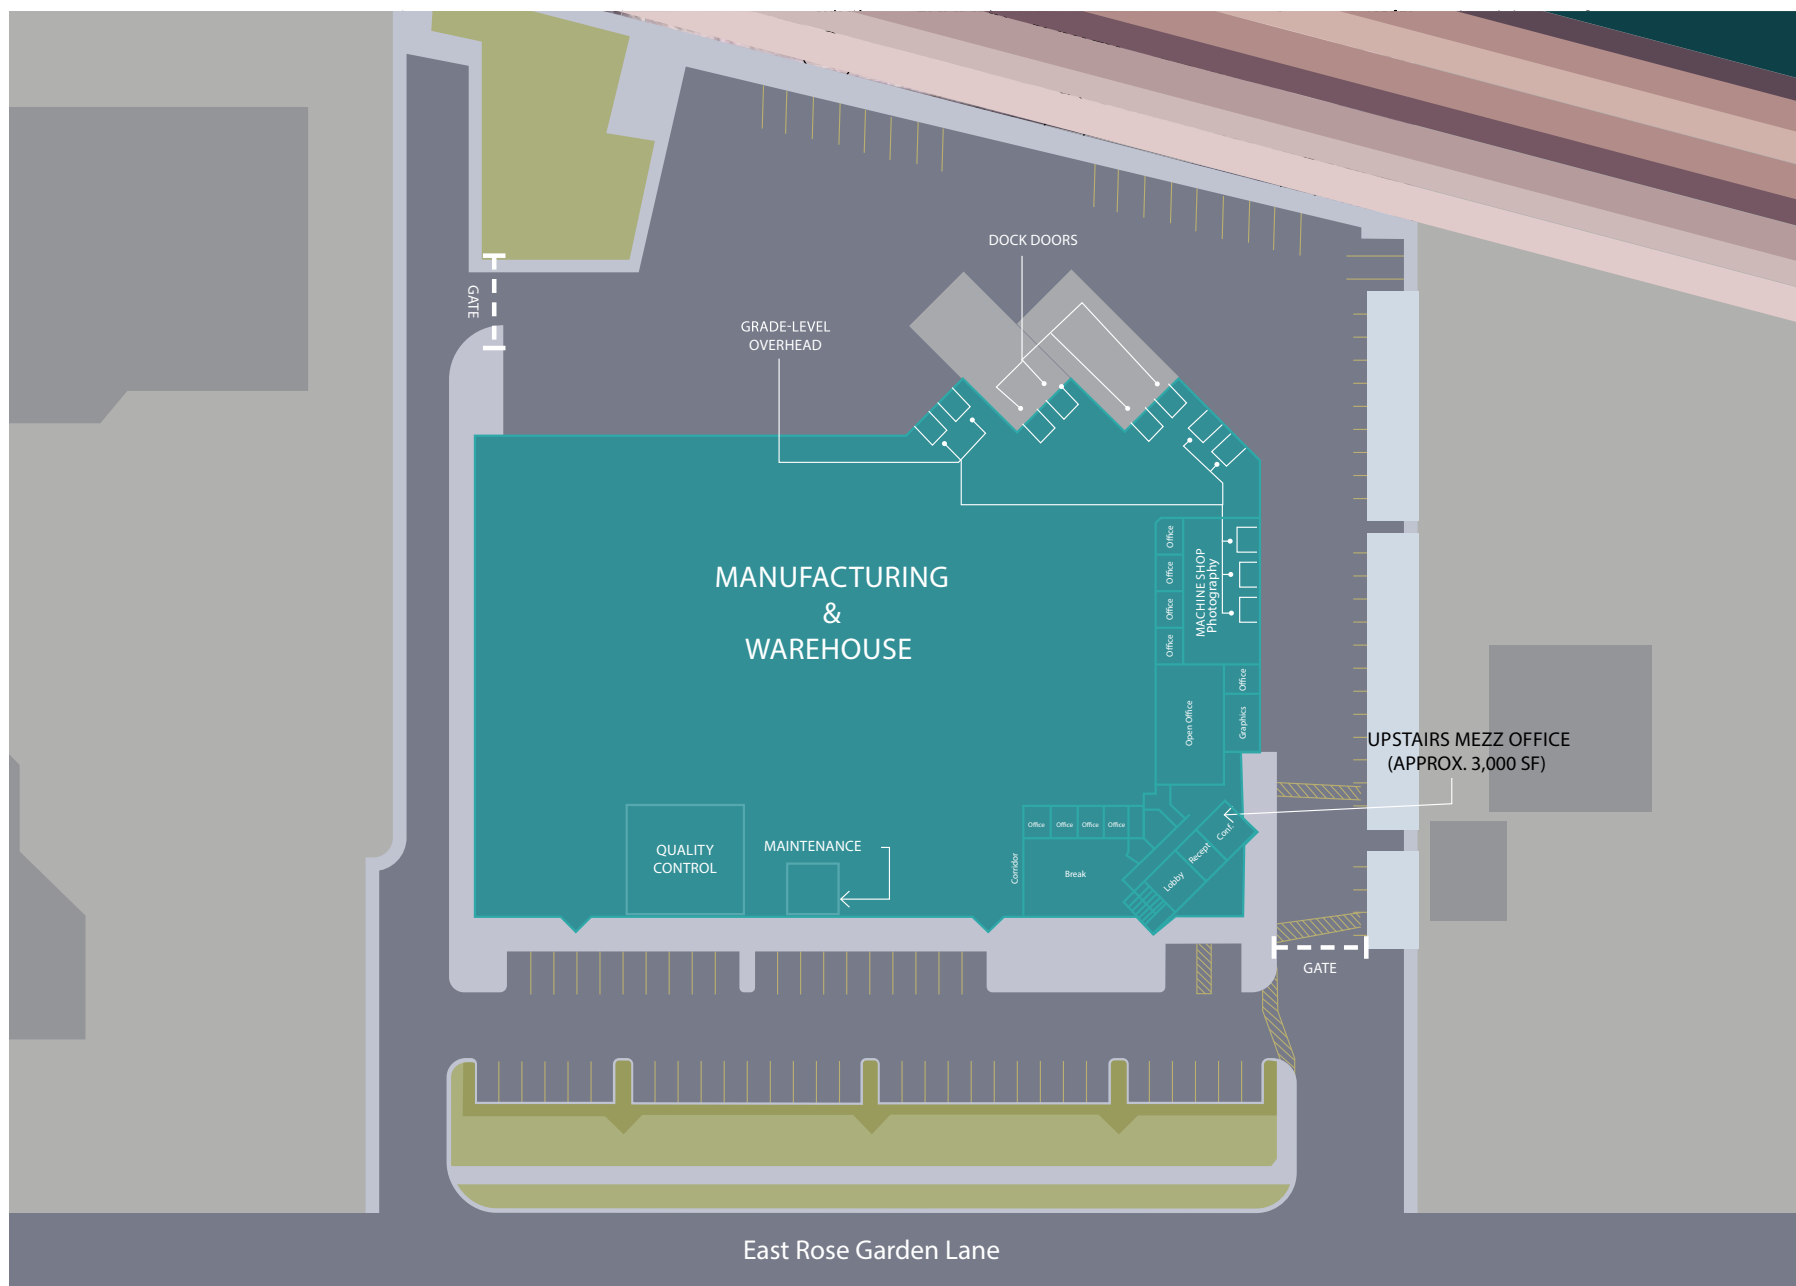 DOCK DOORS
GATE
GRADE-LEVEL
OVERHEAD
MANUFACTURING
&
WAREHOUSE
Office
Office
Office
Office
MACHINE SHOP
Photography
Office
Open Office
Graphics
UPSTAIRS MEZZ OFFICE
(APPROX. 3,000 SF)
QUALITY
CONTROL
MAINTENANCE
Office
Office
Office
Office
Corridor
Break
Conf.
Recept
Lobby
GATE
East Rose Garden Lane